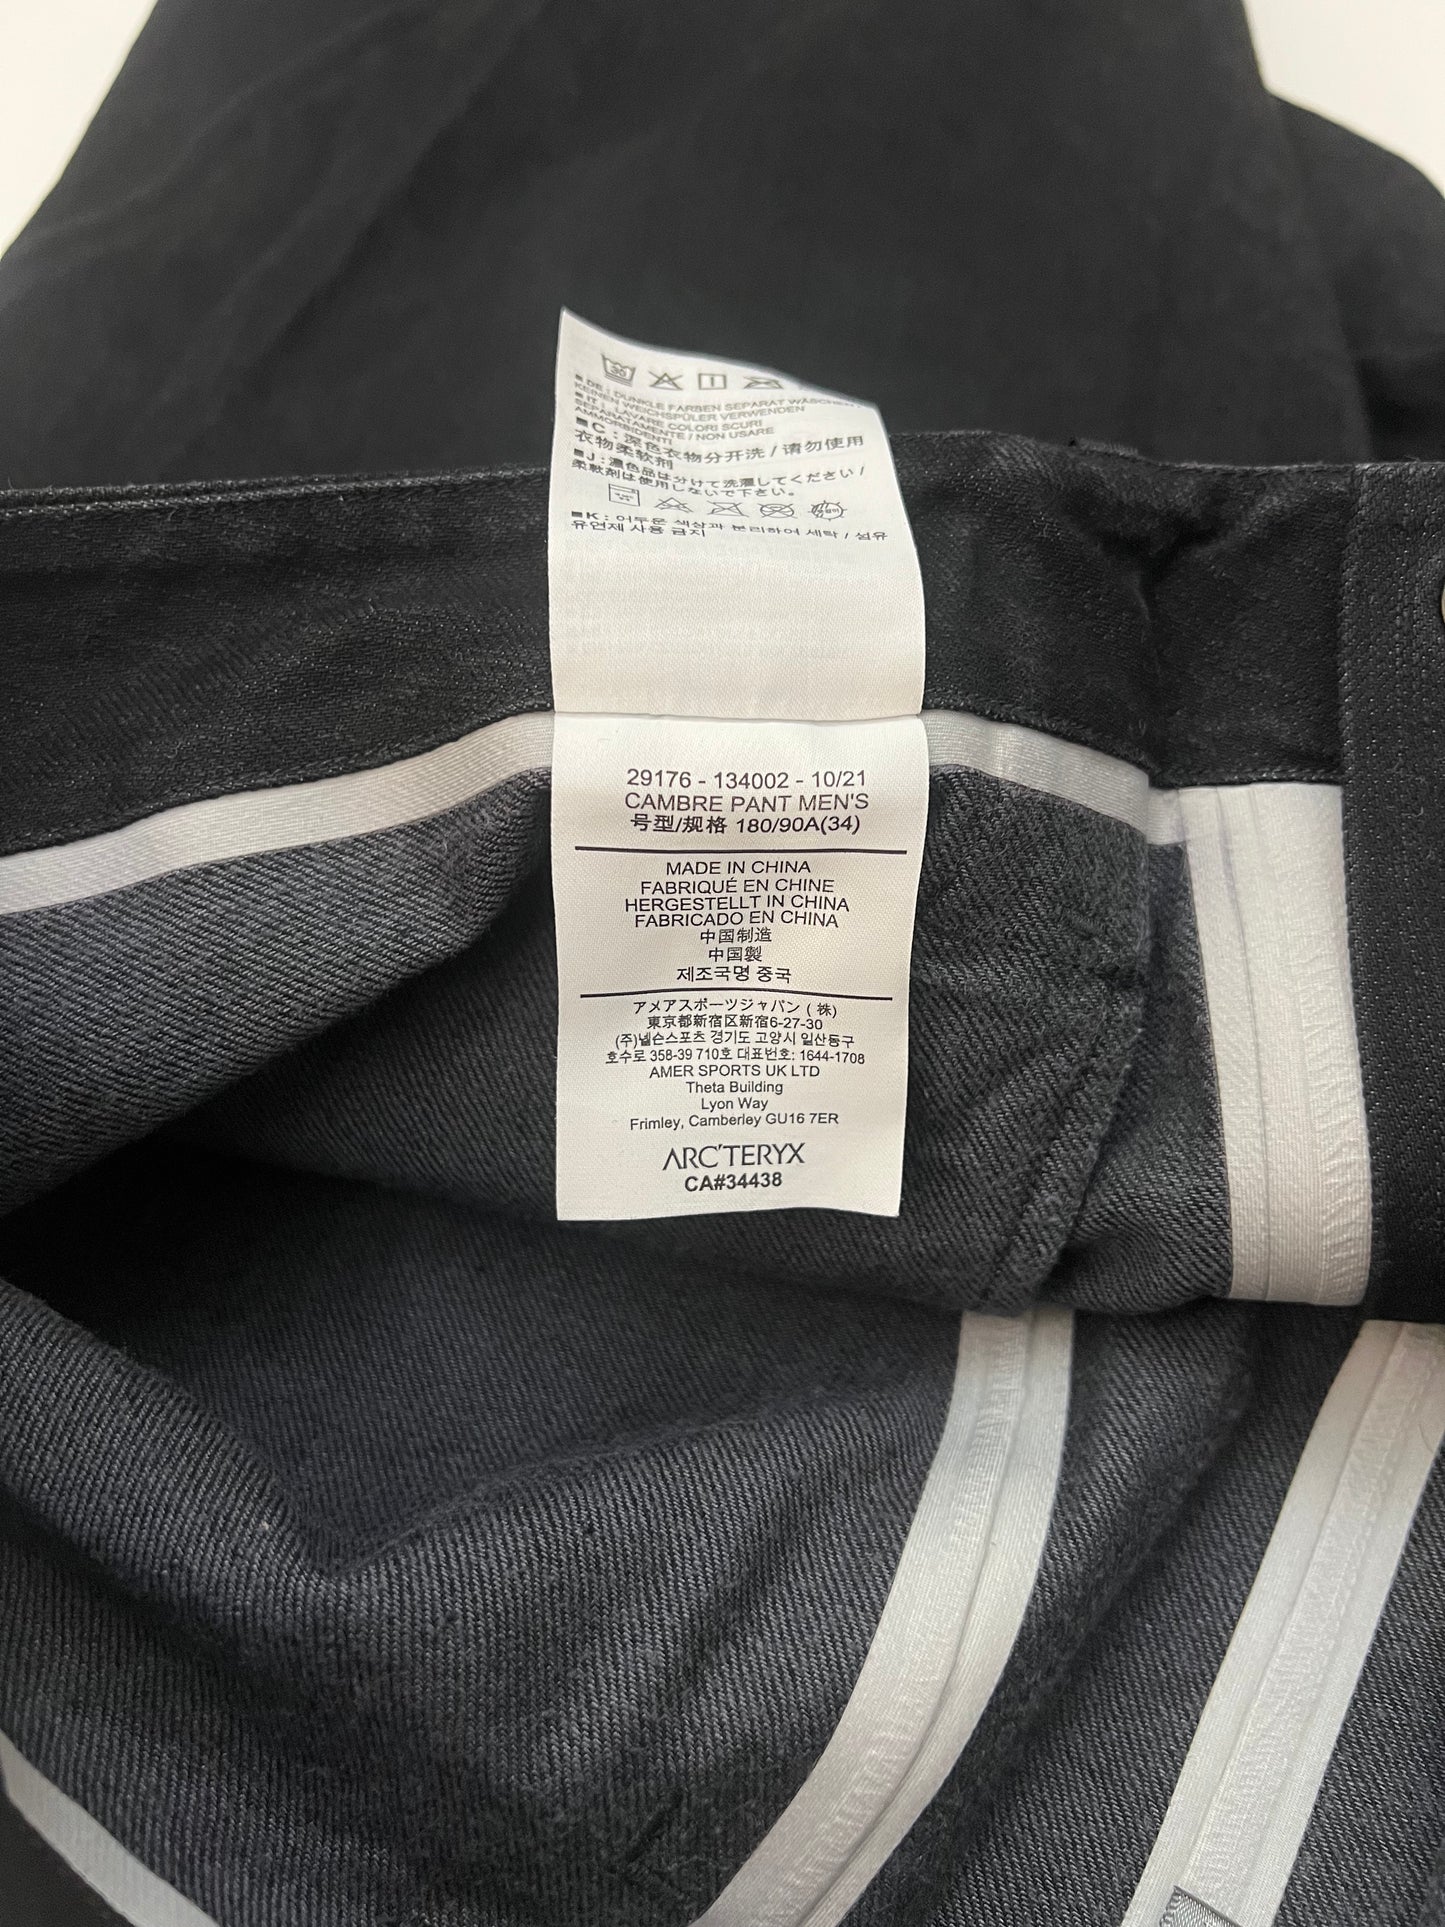 30
■ DE : DUNKLE FARBEN SEPARAT WASCHEN
KEINEN WEICHSPÜLER VERWENDEN
■ IT : LAVARE COLORI SCURI
SEPARATAMENTE / NON USARE
AMMORBIDENTI
■C : 深色衣物分开洗 / 请勿使用
衣物柔软剂
■J : 濃色品は分けて洗濯してください /
柔軟剤は使用しないで下さい。
■K : 어두운 색상과 분리하여 세탁 / 섬유
유연제 사용 금지
29176 - 134002 - 10/21
CAMBRE PANT MEN'S
号型/规格 180/90A(34)
MADE IN CHINA
FABRIQUÉ EN CHINE
HERGESTELLT IN CHINA
FABRICADO EN CHINA
中国制造
中国製
제조국명 중국
アメアスポーツジャパン ( 株)
東京都新宿区新宿6-27-30
(주)넬슨스포츠 경기도 고양시 일산동구
호수로 358-39 710호 대표번호: 1644-1708
AMER SPORTS UK LTD
Theta Building
Lyon Way
Frimley, Camberley GU16 7ER
ARC'TERYX
CA#34438